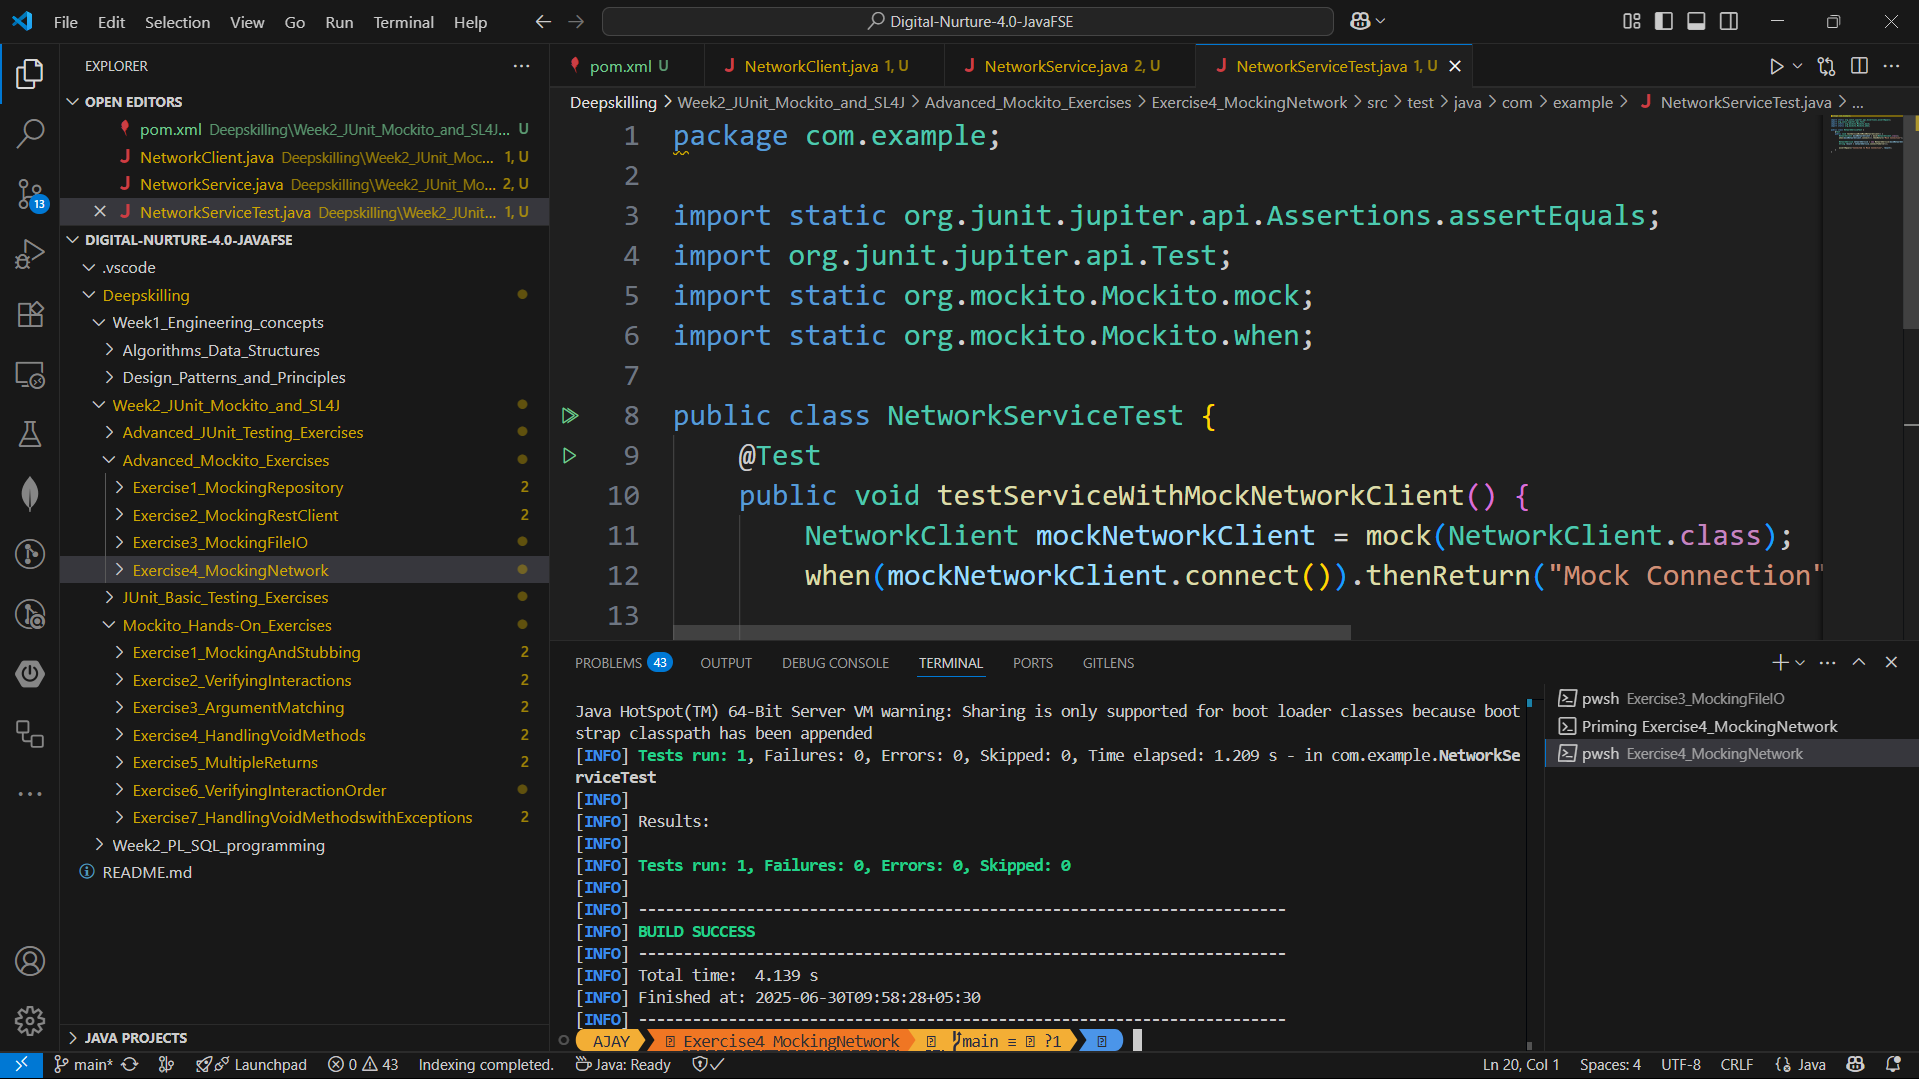 File Edit Selection View Go Run Terminal Help
Digital-Nurture-4.0-JavaFSE
EXPLORER
OPEN EDITORS
pom.xml Deepskilling\Week2_JUnit_Mockito_and_SL4J... U
NetworkClient.java Deepskilling\Week2_JUnit_Moc... 1, U
NetworkService.java Deepskilling\Week2_JUnit_Mo... 2, U
NetworkServiceTest.java Deepskilling\Week2_JUnit... 1, U
DIGITAL-NURTURE-4.0-JAVAFSE
.vscode
Deepskilling
Week1_Engineering_concepts
Algorithms_Data_Structures
Design_Patterns_and_Principles
Week2_JUnit_Mockito_and_SL4J
Advanced_JUnit_Testing_Exercises
Advanced_Mockito_Exercises
Exercise1_MockingRepository 2
Exercise2_MockingRestClient 2
Exercise3_MockingFileIO
Exercise4_MockingNetwork
JUnit_Basic_Testing_Exercises
Mockito_Hands-On_Exercises
Exercise1_MockingAndStubbing 2
Exercise2_VerifyingInteractions 2
Exercise3_ArgumentMatching 2
Exercise4_HandlingVoidMethods 2
Exercise5_MultipleReturns 2
Exercise6_VerifyingInteractionOrder
Exercise7_HandlingVoidMethodswithExceptions 2
Week2_PL_SQL_programming
README.md
JAVA PROJECTS
13
pom.xml U
NetworkClient.java 1, U
NetworkService.java 2, U
NetworkServiceTest.java 1, U
Deepskilling > Week2_JUnit_Mockito_and_SL4J > Advanced_Mockito_Exercises > Exercise4_MockingNetwork > src > test > java > com > example > NetworkServiceTest.java > ...
1 package com.example;
2
3 import static org.junit.jupiter.api.Assertions.assertEquals;
4 import org.junit.jupiter.api.Test;
5 import static org.mockito.Mockito.mock;
6 import static org.mockito.Mockito.when;
7
8 public class NetworkServiceTest {
9 @Test
10 public void testServiceWithMockNetworkClient() {
11 NetworkClient mockNetworkClient = mock(NetworkClient.class);
12 when(mockNetworkClient.connect()).thenReturn("Mock Connection"
13
PROBLEMS 43 OUTPUT DEBUG CONSOLE TERMINAL PORTS GITLENS
Java HotSpot(TM) 64-Bit Server VM warning: Sharing is only supported for boot loader classes because boot
strap classpath has been appended
[INFO] Tests run: 1, Failures: 0, Errors: 0, Skipped: 0, Time elapsed: 1.209 s - in com.example.NetworkSe
rviceTest
[INFO]
[INFO] Results:
[INFO]
[INFO] Tests run: 1, Failures: 0, Errors: 0, Skipped: 0
[INFO]
[INFO] ------------------------------------------------------------------------
[INFO] BUILD SUCCESS
[INFO] ------------------------------------------------------------------------
[INFO] Total time:  4.139 s
[INFO] Finished at: 2025-06-30T09:58:28+05:30
[INFO] ------------------------------------------------------------------------
AJAY Exercise4_MockingNetwork main ≡ ?1
pwsh Exercise3_MockingFileIO
Priming Exercise4_MockingNetwork
pwsh Exercise4_MockingNetwork
main* Launchpad 0 43 Indexing completed. Java: Ready Ln 20, Col 1 Spaces: 4 UTF-8 CRLF {} Java